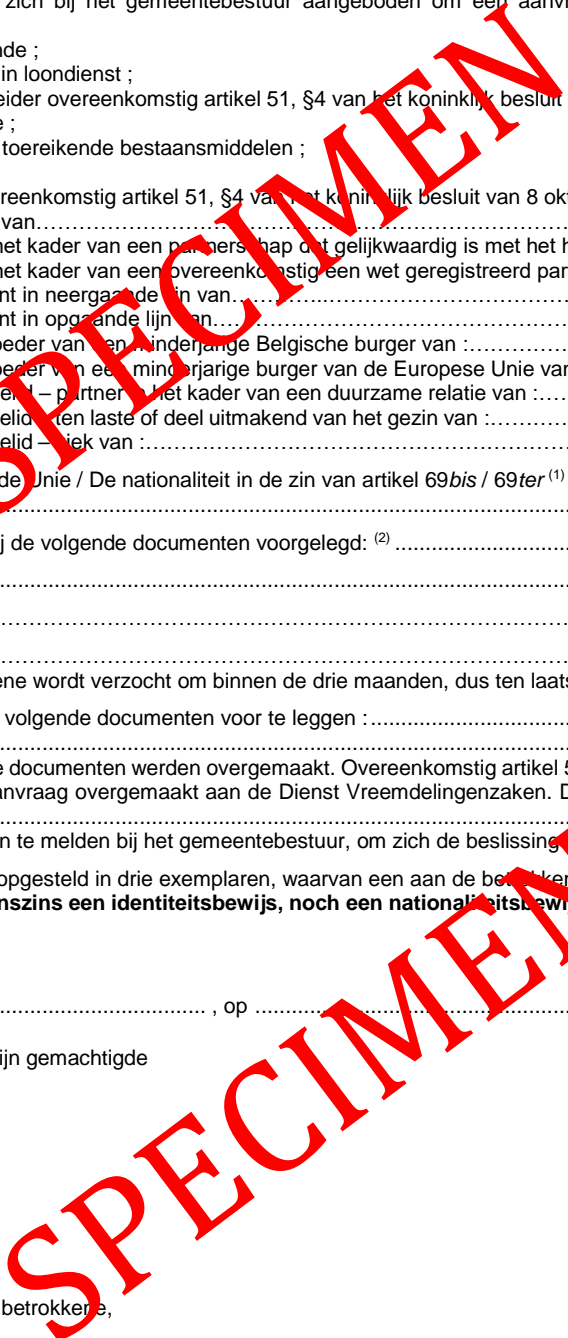 zich bij het gemeentebestuur aangeboden om een
nde ;
in loondienst ;
eider overeenkomstig artikel 51, §4 van het koninklijk besluit
e ;
toereikende bestaansmiddelen ;
reenkomstig artikel 51, §4 van het koninklijk besluit van 8 okt
van……………………………………………………………
het kader van een partnerschap dat gelijkwaardig is met het h
het kader van een overeenkomstig een wet geregistreerd par
nt in neergaande lijn van……………………………………………
nt in opgaande lijn van……………………………………………
oeder van een minderjarige Belgische burger van :……………
oeder van een minderjarige burger van de Europese Unie van
elid – partner in het kader van een duurzame relatie van :….
elid – ten laste of deel uitmakend van het gezin van :………
elid – ziek van :……………………………………………………
de Unie / De nationaliteit in de zin van artikel 69bis / 69ter (1)
..........................................................................................
ij de volgende documenten voorgelegd: (2) ..............................
..........................................................................................
……………………………………………………………………………
……………………………………………………………………………
ene wordt verzocht om binnen de drie maanden, dus ten laats
volgende documenten voor te leggen :....................................
..........................................................................................
e documenten werden overgemaakt. Overeenkomstig artikel 5
anvraag overgemaakt aan de Dienst Vreemdelingenzaken. D
..........................................................................................
n te melden bij het gemeentebestuur, om zich de beslissing
opgesteld in drie exemplaren, waarvan een aan de betrokken
nszins een identiteitsbewijs, noch een nationaliteitsbewij
.................................. , op ....................................................
ijn gemachtigde
betrokkene,
SPECIMEN
SPECIMEN